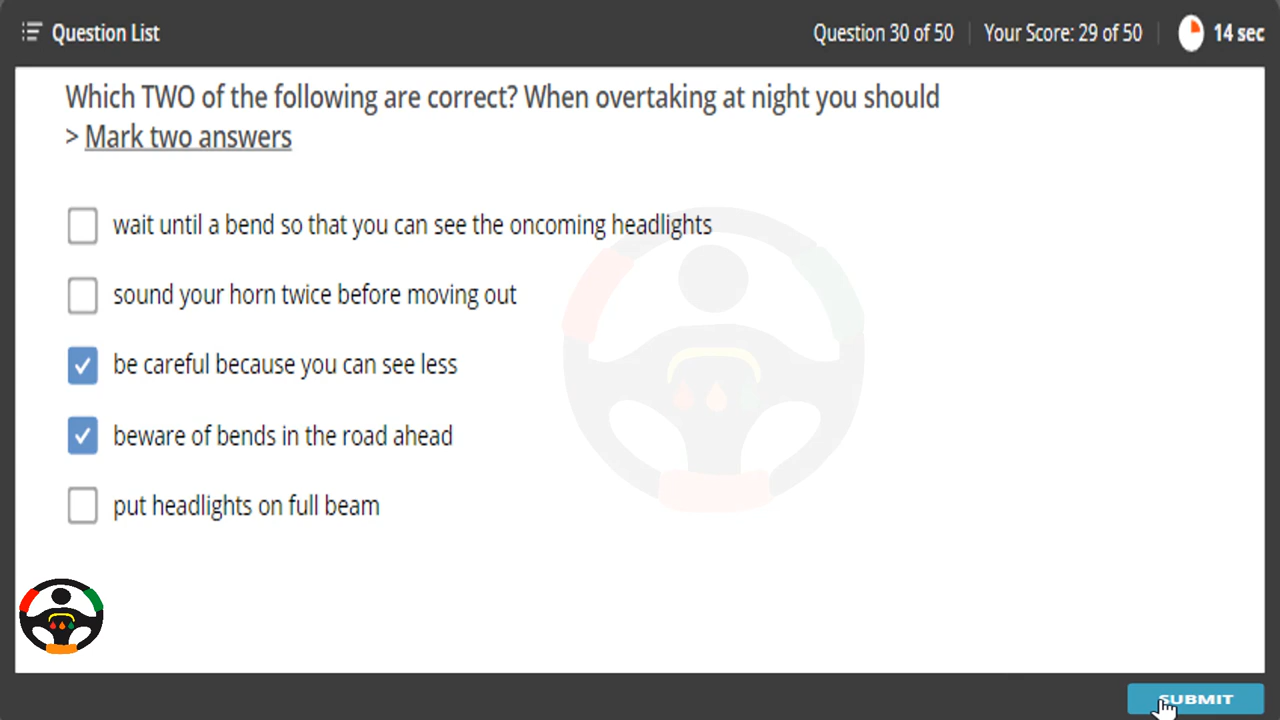 Question List
Question 30 of 50
Your Score: 29 of 50
14 sec
Which TWO of the following are correct? When overtaking at night you should
> Mark two answers
wait until a bend so that you can see the oncoming headlights
sound your horn twice before moving out
be careful because you can see less
beware of bends in the road ahead
put headlights on full beam
SUBMIT